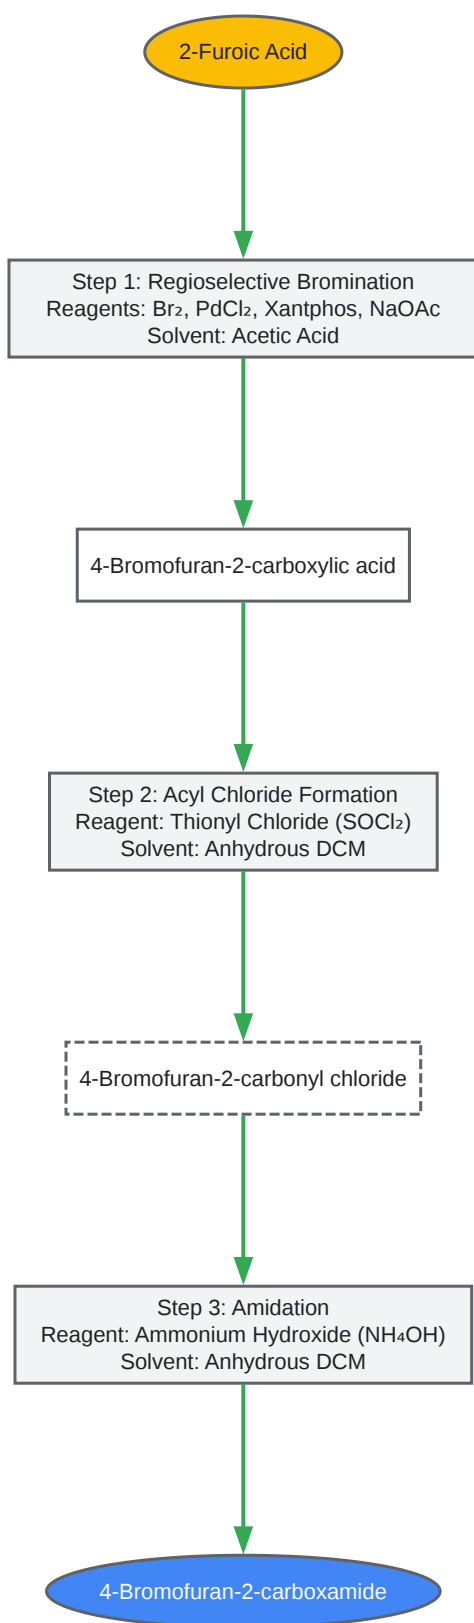 2-Furoic Acid
Step 1: Regioselective Bromination
Reagents: Br₂, PdCl₂, Xantphos, NaOAc
Solvent: Acetic Acid
4-Bromofuran-2-carboxylic acid
Step 2: Acyl Chloride Formation
Reagent: Thionyl Chloride (SOCl₂)
Solvent: Anhydrous DCM
4-Bromofuran-2-carbonyl chloride
Step 3: Amidation
Reagent: Ammonium Hydroxide (NH₄OH)
Solvent: Anhydrous DCM
4-Bromofuran-2-carboxamide